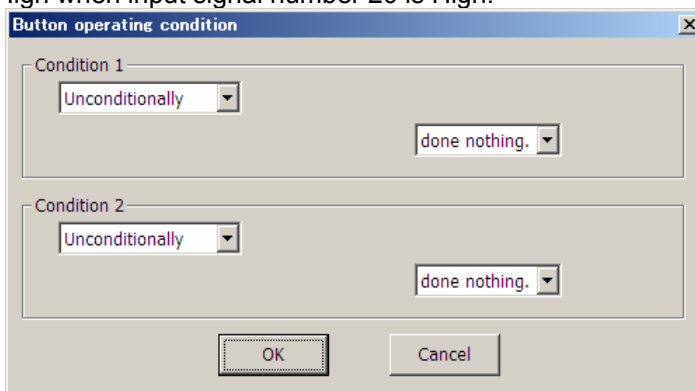 when input signal number 20 is High.
Button operating condition
Condition 1
Unconditionally
done nothing.
Condition 2
Unconditionally
done nothing.
OK Cancel